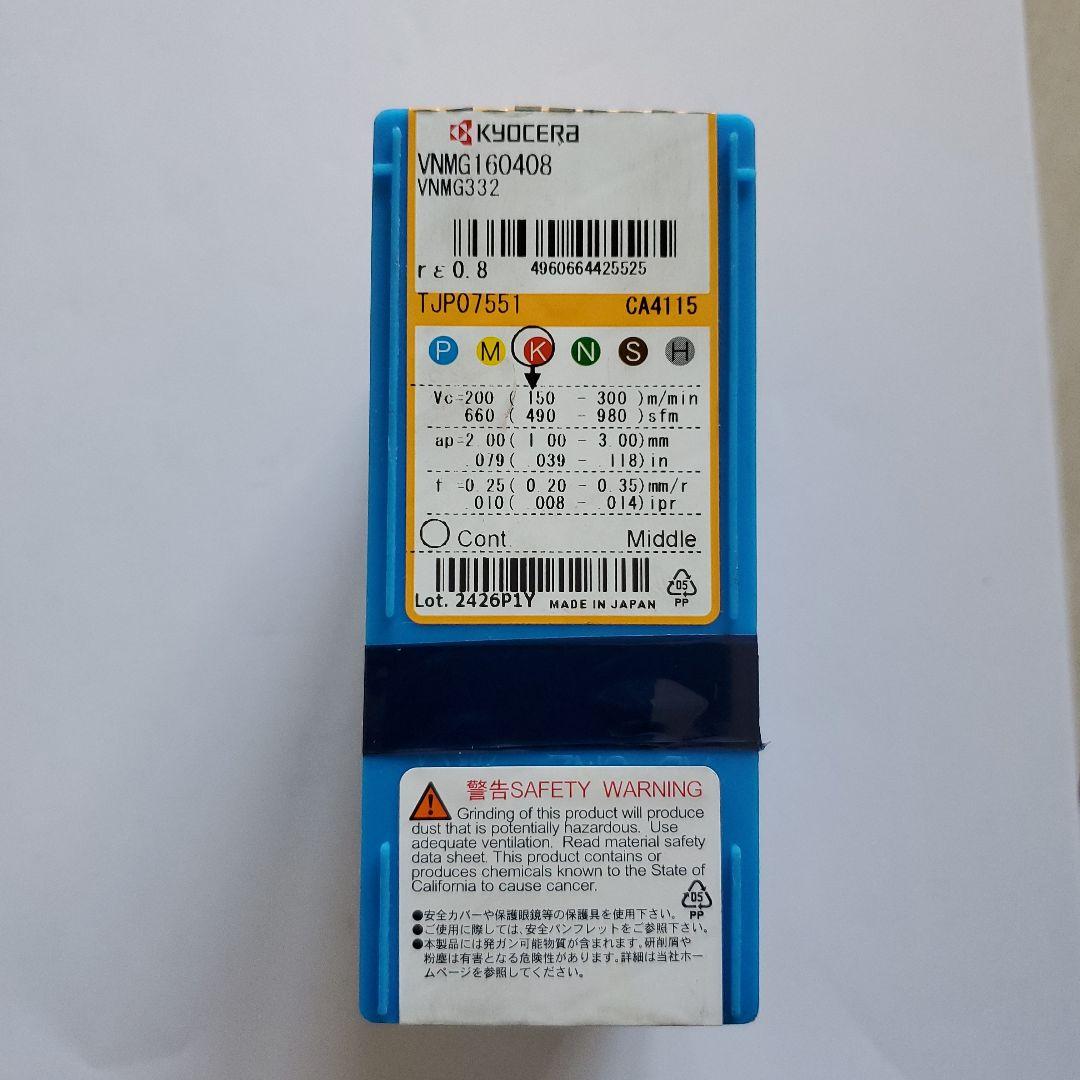 KYOCERA
VNMG160408
VNMG332
rε0.8 4960664425525
TJP07551 CA4115
P M K N S H
Vc=200 ( 150 - 300 )m/min
660 ( 490 - 980 )sfm
ap=2.00( 1.00 - 3.00)mm
.079( .039 - .118)in
f =0.25( 0.20 - 0.35)mm/r
.010( .008 - .014)ipr
Cont. Middle
05
Lot. 2426P1Y MADE IN JAPAN PP
警告SAFETY WARNING
Grinding of this product will produce
dust that is potentially hazardous. Use
adequate ventilation. Read material safety
data sheet. This product contains or
produces chemicals known to the State of
California to cause cancer.
05
PP
●安全カバーや保護眼鏡等の保護具を使用下さい。
●ご使用に際しては、安全パンフレットをご参照下さい。
●本製品には発ガン可能物質が含まれます。研削屑や
粉塵は有害となる危険性があります。詳細は当社ホー
ムページを参照してください。